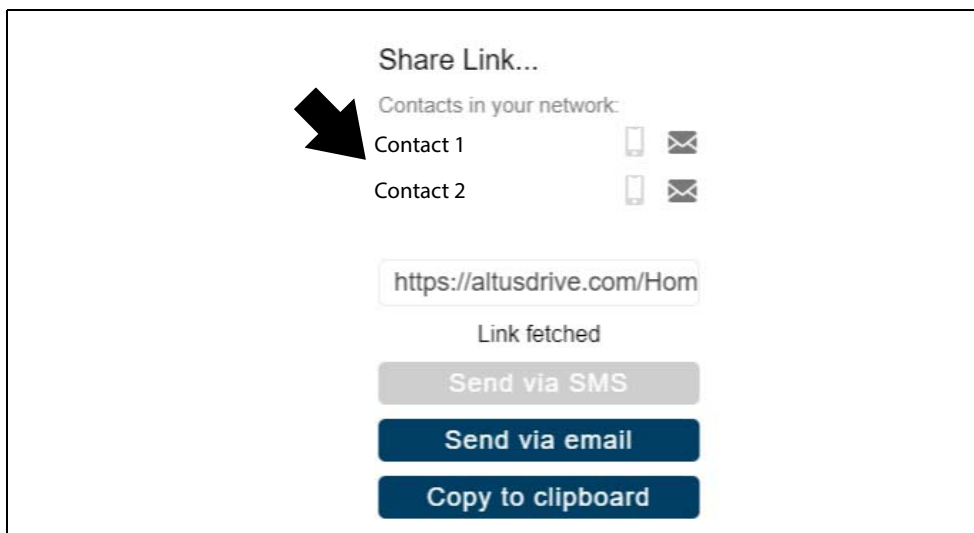 Share Link...
Contacts in your network:
Contact 1
Contact 2
https://altusdrive.com/Hom
Link fetched
Send via SMS
Send via email
Copy to clipboard